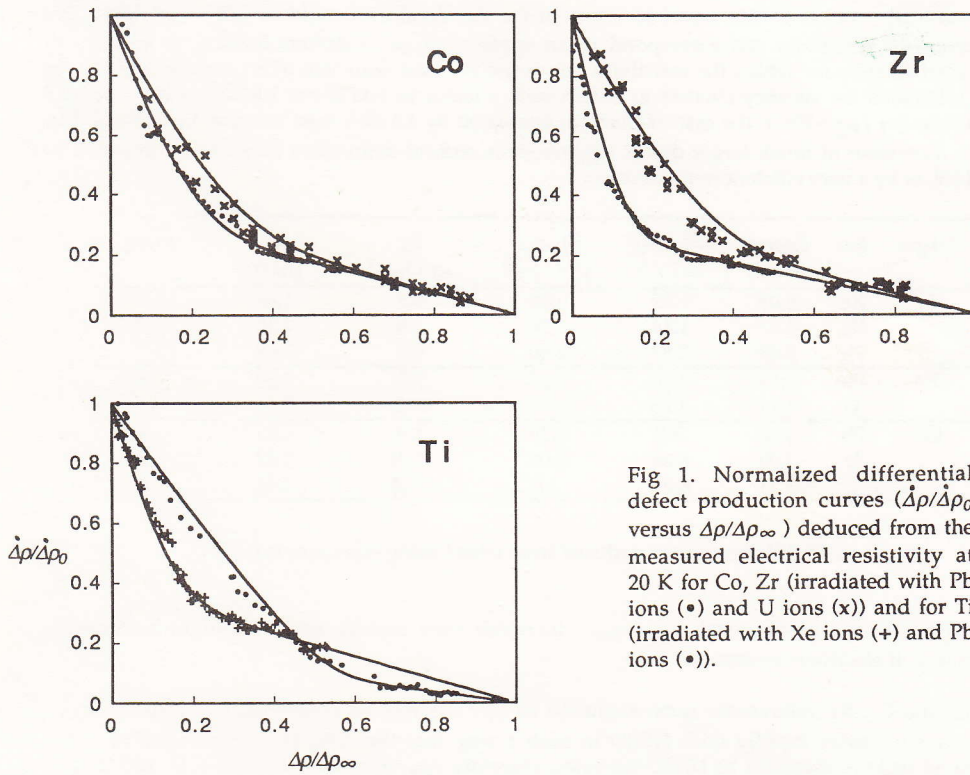 1
0.8
0.6
0.4
0.2
0
0
0.2
0.4
0.6
0.8
1
Co
1
0.8
0.6
0.4
0.2
0
0
0.2
0.4
0.6
0.8
1
Zr
1
0.8
0.6
0.4
0.2
0
0
0.2
0.4
0.6
0.8
1
Ti
Δρ̇/Δρ̇₀
Δρ/Δρ∞
Fig 1. Normalized differential
defect production curves (Δρ̇/Δρ̇₀
versus Δρ/Δρ∞ ) deduced from the
measured electrical resistivity at
20 K for Co, Zr (irradiated with Pb
ions (•) and U ions (x)) and for Ti
(irradiated with Xe ions (+) and Pb
ions (•)).